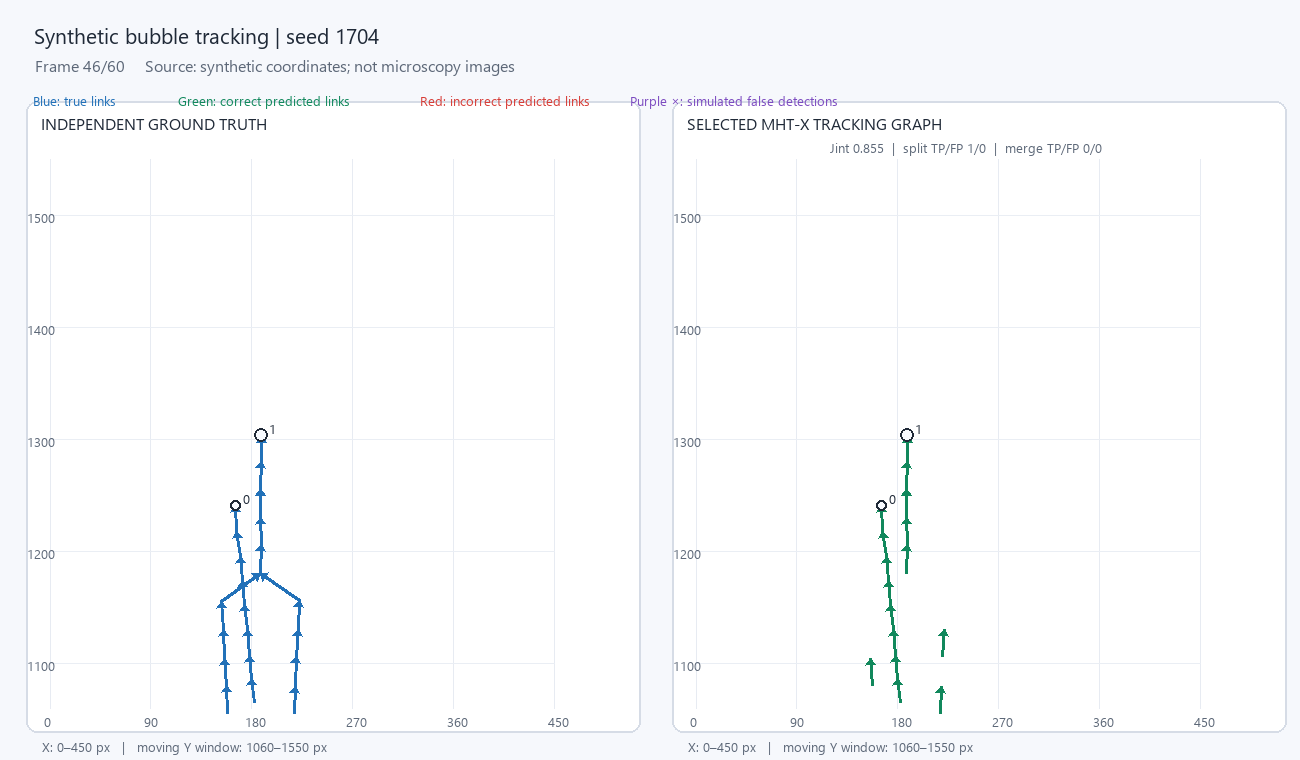 Synthetic bubble tracking | seed 1704
Frame 46/60 Source: synthetic coordinates; not microscopy images
Blue: true links Green: correct predicted links Red: incorrect predicted links Purple ×: simulated false detections
INDEPENDENT GROUND TRUTH
1500
1400
1300
1200
1100
1
0
0 90 180 270 360 450
X: 0–450 px | moving Y window: 1060–1550 px
SELECTED MHT-X TRACKING GRAPH
Jint 0.855 | split TP/FP 1/0 | merge TP/FP 0/0
1500
1400
1300
1200
1100
1
0
0 90 180 270 360 450
X: 0–450 px | moving Y window: 1060–1550 px